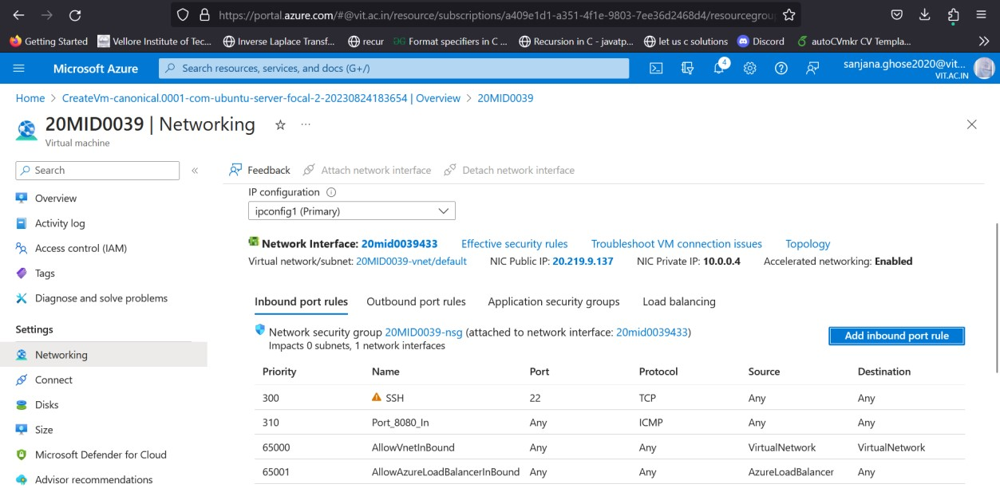 https://portal.azure.com/#@vit.ac.in/resource/subscriptions/a409e1d1-a351-4f1e-9803-7ee36d2468d4/resourcegrou
Getting Started Vellore Institute of Tec... Inverse Laplace Transf... recur Format specifiers in C ... Recursion in C - javatp... let us c solutions Discord autoCVmkr CV Templa...
Microsoft Azure Search resources, services, and docs (G+/) 4 sanjana.ghose2020@vit...
VIT.AC.IN
Home > CreateVm-canonical.0001-com-ubuntu-server-focal-2-20230824183654 | Overview > 20MID0039
20MID0039 | Networking ...
Virtual machine
Search «
Feedback Attach network interface Detach network interface
Overview
Activity log
Access control (IAM)
Tags
Diagnose and solve problems
Settings
Networking
Connect
Disks
Size
Microsoft Defender for Cloud
Advisor recommendations
IP configuration
ipconfig1 (Primary)
Network Interface: 20mid0039433 Effective security rules Troubleshoot VM connection issues Topology
Virtual network/subnet: 20MID0039-vnet/default NIC Public IP: 20.219.9.137 NIC Private IP: 10.0.0.4 Accelerated networking: Enabled
Inbound port rules Outbound port rules Application security groups Load balancing
Network security group 20MID0039-nsg (attached to network interface: 20mid0039433)
Impacts 0 subnets, 1 network interfaces
Add inbound port rule
Priority Name Port Protocol Source Destination
300 SSH 22 TCP Any Any
310 Port_8080_In Any ICMP Any Any
65000 AllowVnetInBound Any Any VirtualNetwork VirtualNetwork
65001 AllowAzureLoadBalancerInBound Any Any AzureLoadBalancer Any